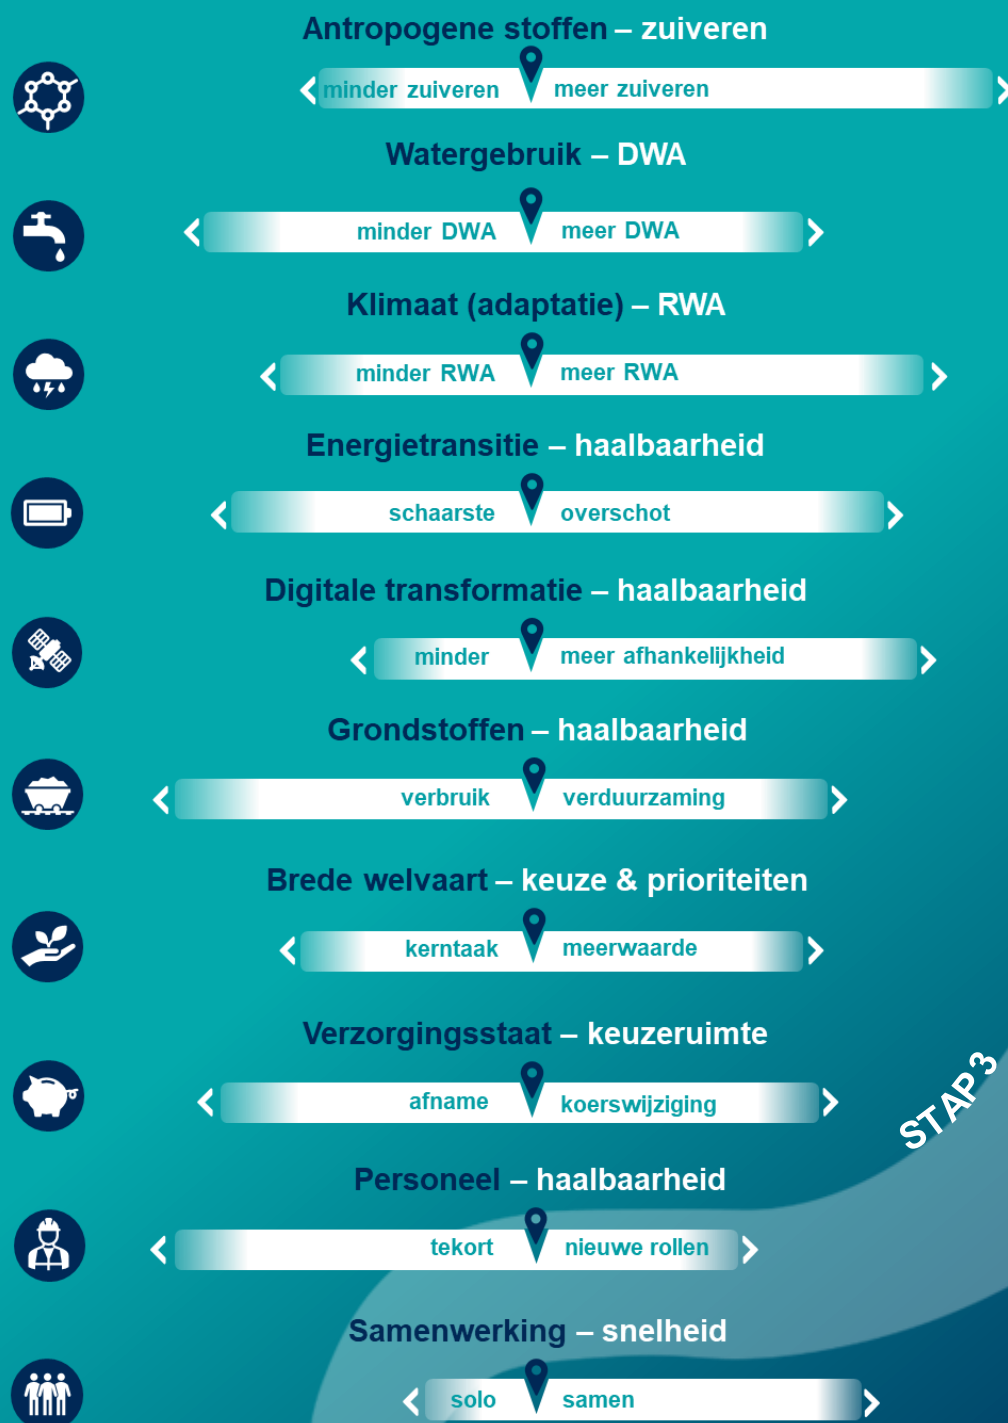 Antropogene stoffen – zuiveren
minder zuiveren meer zuiveren
Watergebruik – DWA
minder DWA meer DWA
Klimaat (adaptatie) – RWA
minder RWA meer RWA
Energietransitie – haalbaarheid
schaarste overschot
Digitale transformatie – haalbaarheid
minder meer afhankelijkheid
Grondstoffen – haalbaarheid
verbruik verduurzaming
Brede welvaart – keuze & prioriteiten
kerntaak meerwaarde
Verzorgingsstaat – keuzeruimte
afname koerswijziging
STAP 3
Personeel – haalbaarheid
tekort nieuwe rollen
Samenwerking – snelheid
solo samen